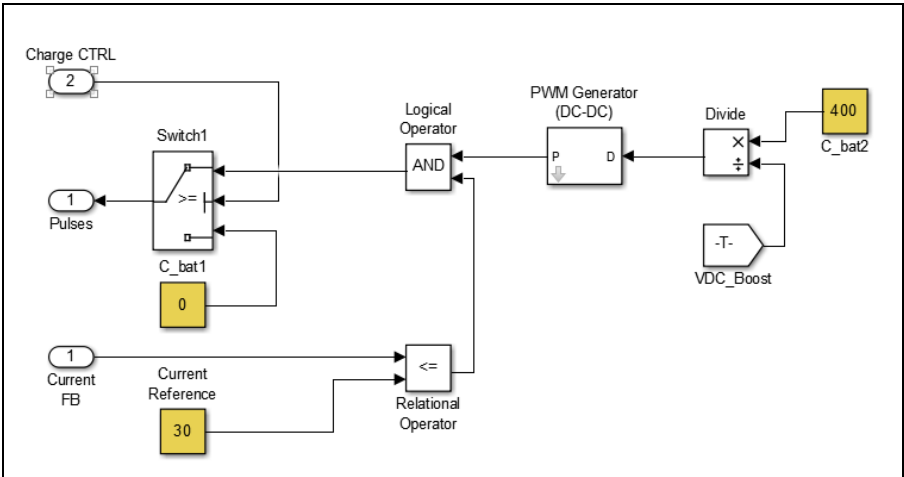 Charge CTRL
2
Switch1
>=
1
Pulses
C_bat1
0
1
Current
FB
Current
Reference
30
Logical
Operator
AND
<=
Relational
Operator
PWM Generator
(DC-DC)
P
D
Divide
×
÷
400
C_bat2
-T-
VDC_Boost